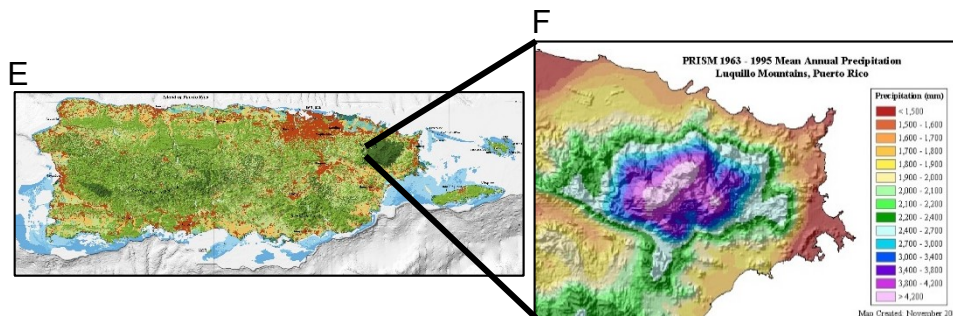 E
F
PRISM 1963 - 1995 Mean Annual Precipitation
Luquillo Mountains, Puerto Rico
Precipitation (mm)
< 1,500
1,500 - 1,600
1,600 - 1,700
1,700 - 1,800
1,800 - 1,900
1,900 - 2,000
2,000 - 2,100
2,100 - 2,200
2,200 - 2,400
2,400 - 2,700
2,700 - 3,000
3,000 - 3,400
3,400 - 3,800
3,800 - 4,200
> 4,200
Map Created: November 20